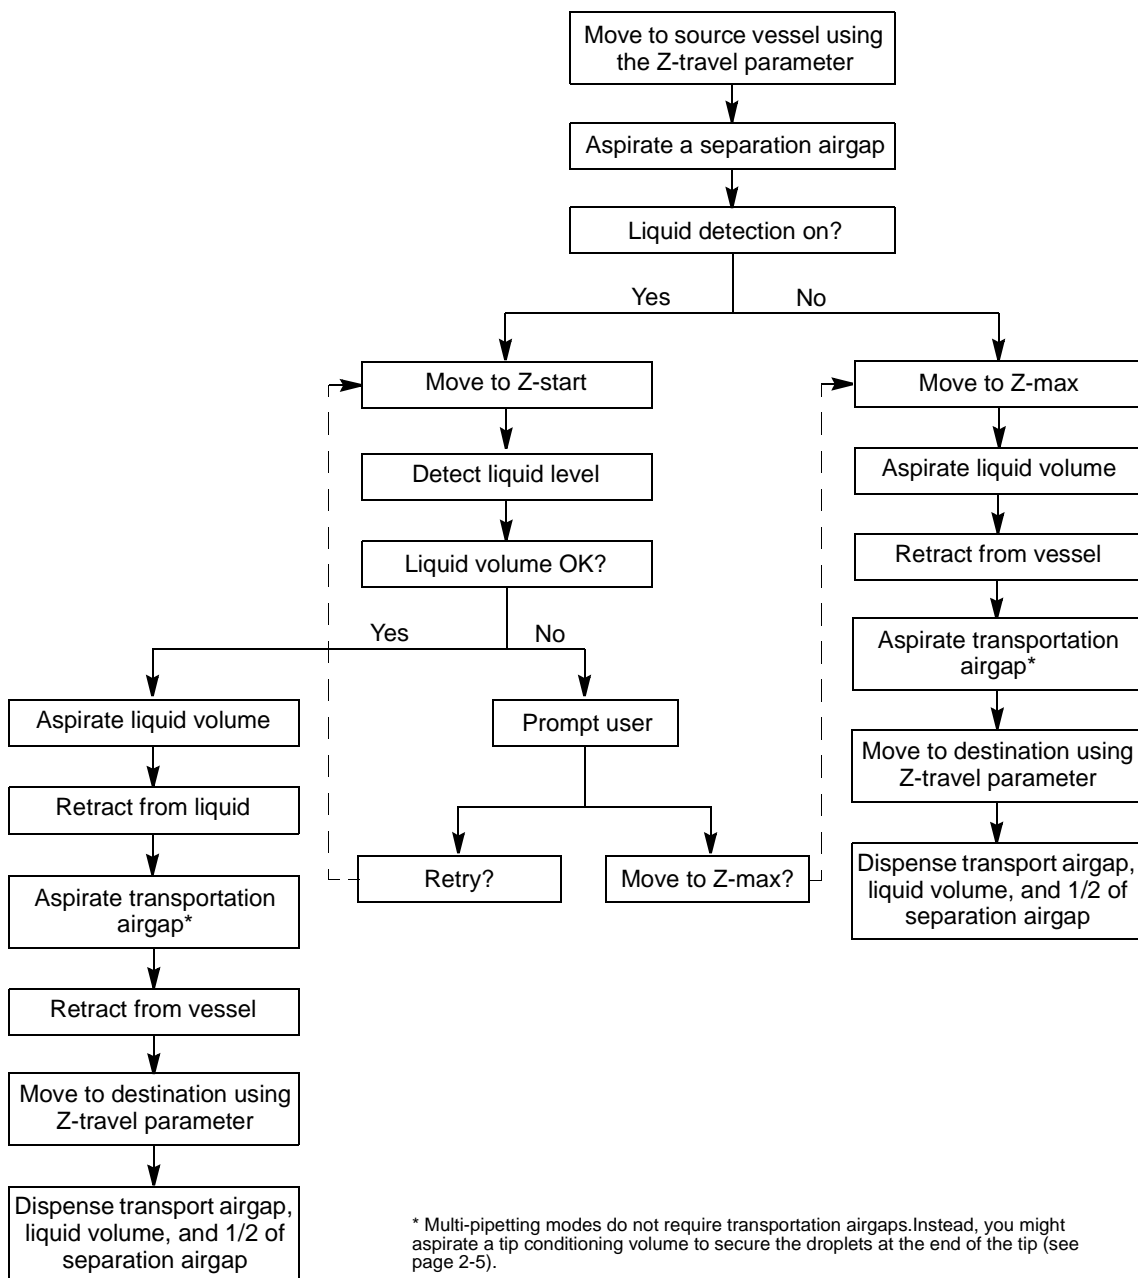 Move to source vessel using
the Z-travel parameter
Aspirate a separation airgap
Liquid detection on?
Yes
No
Move to Z-start
Move to Z-max
Detect liquid level
Aspirate liquid volume
Liquid volume OK?
Retract from vessel
Yes
No
Aspirate transportation
airgap*
Aspirate liquid volume
Prompt user
Move to destination using
Z-travel parameter
Retract from liquid
Retry?
Move to Z-max?
Dispense transport airgap,
liquid volume, and 1/2 of
separation airgap
Aspirate transportation
airgap*
Retract from vessel
Move to destination using
Z-travel parameter
Dispense transport airgap,
liquid volume, and 1/2 of
separation airgap
* Multi-pipetting modes do not require transportation airgaps.Instead, you might
aspirate a tip conditioning volume to secure the droplets at the end of the tip (see
page 2-5).